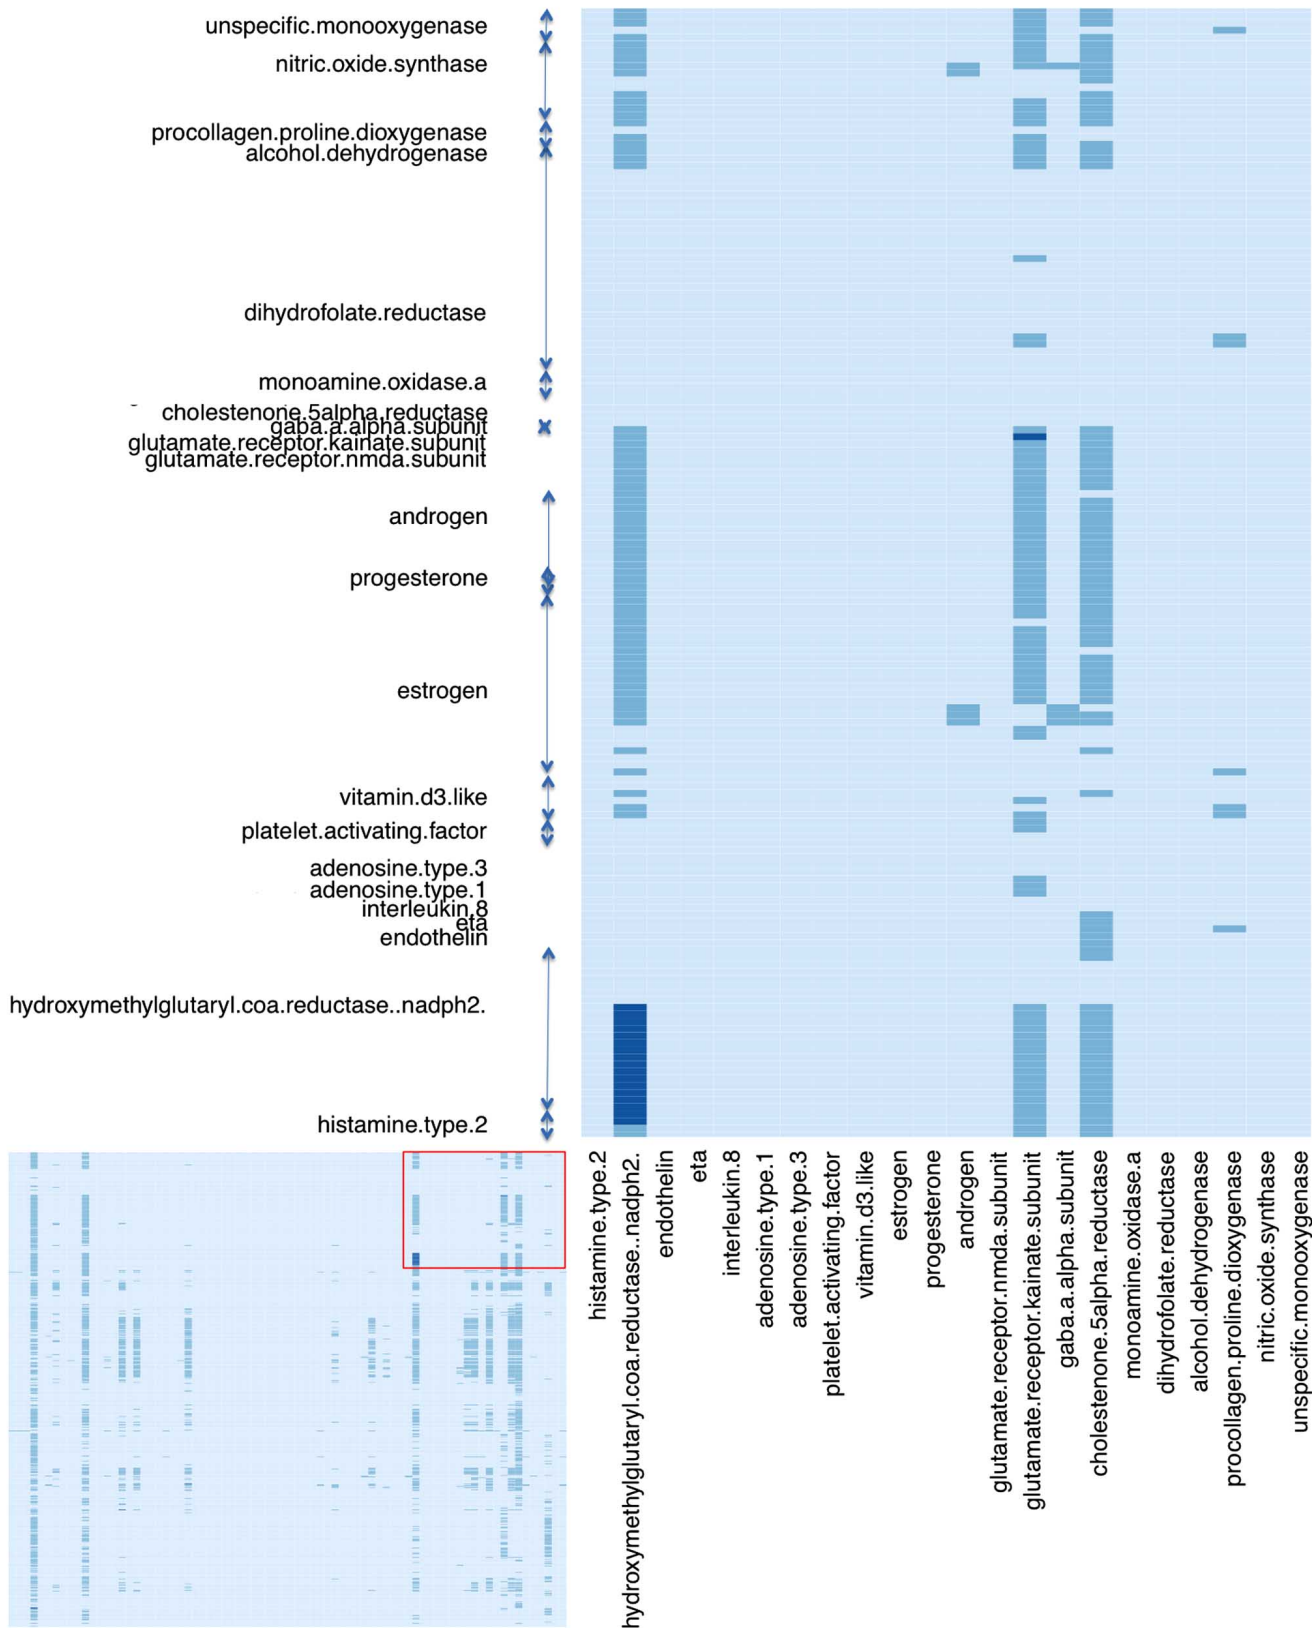 unspecific.monooxygenase
nitric.oxide.synthase
procollagen.proline.dioxygenase
alcohol.dehydrogenase
dihydrofolate.reductase
monoamine.oxidase.a
cholestenone.5alpha.reductase
gaba.a.alpha.subunit
glutamate.receptor.kainate.subunit
glutamate.receptor.nmda.subunit
androgen
progesterone
estrogen
vitamin.d3.like
platelet.activating.factor
adenosine.type.3
adenosine.type.1
interleukin.8
eta
endothelin
hydroxymethylglutaryl.coa.reductase..nadph2.
histamine.type.2
histamine.type.2
hydroxymethylglutaryl.coa.reductase..nadph2.
endothelin
eta
interleukin.8
adenosine.type.1
adenosine.type.3
platelet.activating.factor
vitamin.d3.like
estrogen
progesterone
androgen
glutamate.receptor.nmda.subunit
glutamate.receptor.kainate.subunit
gaba.a.alpha.subunit
cholestenone.5alpha.reductase
monoamine.oxidase.a
dihydrofolate.reductase
alcohol.dehydrogenase
procollagen.proline.dioxygenase
nitric.oxide.synthase
unspecific.monooxygenase